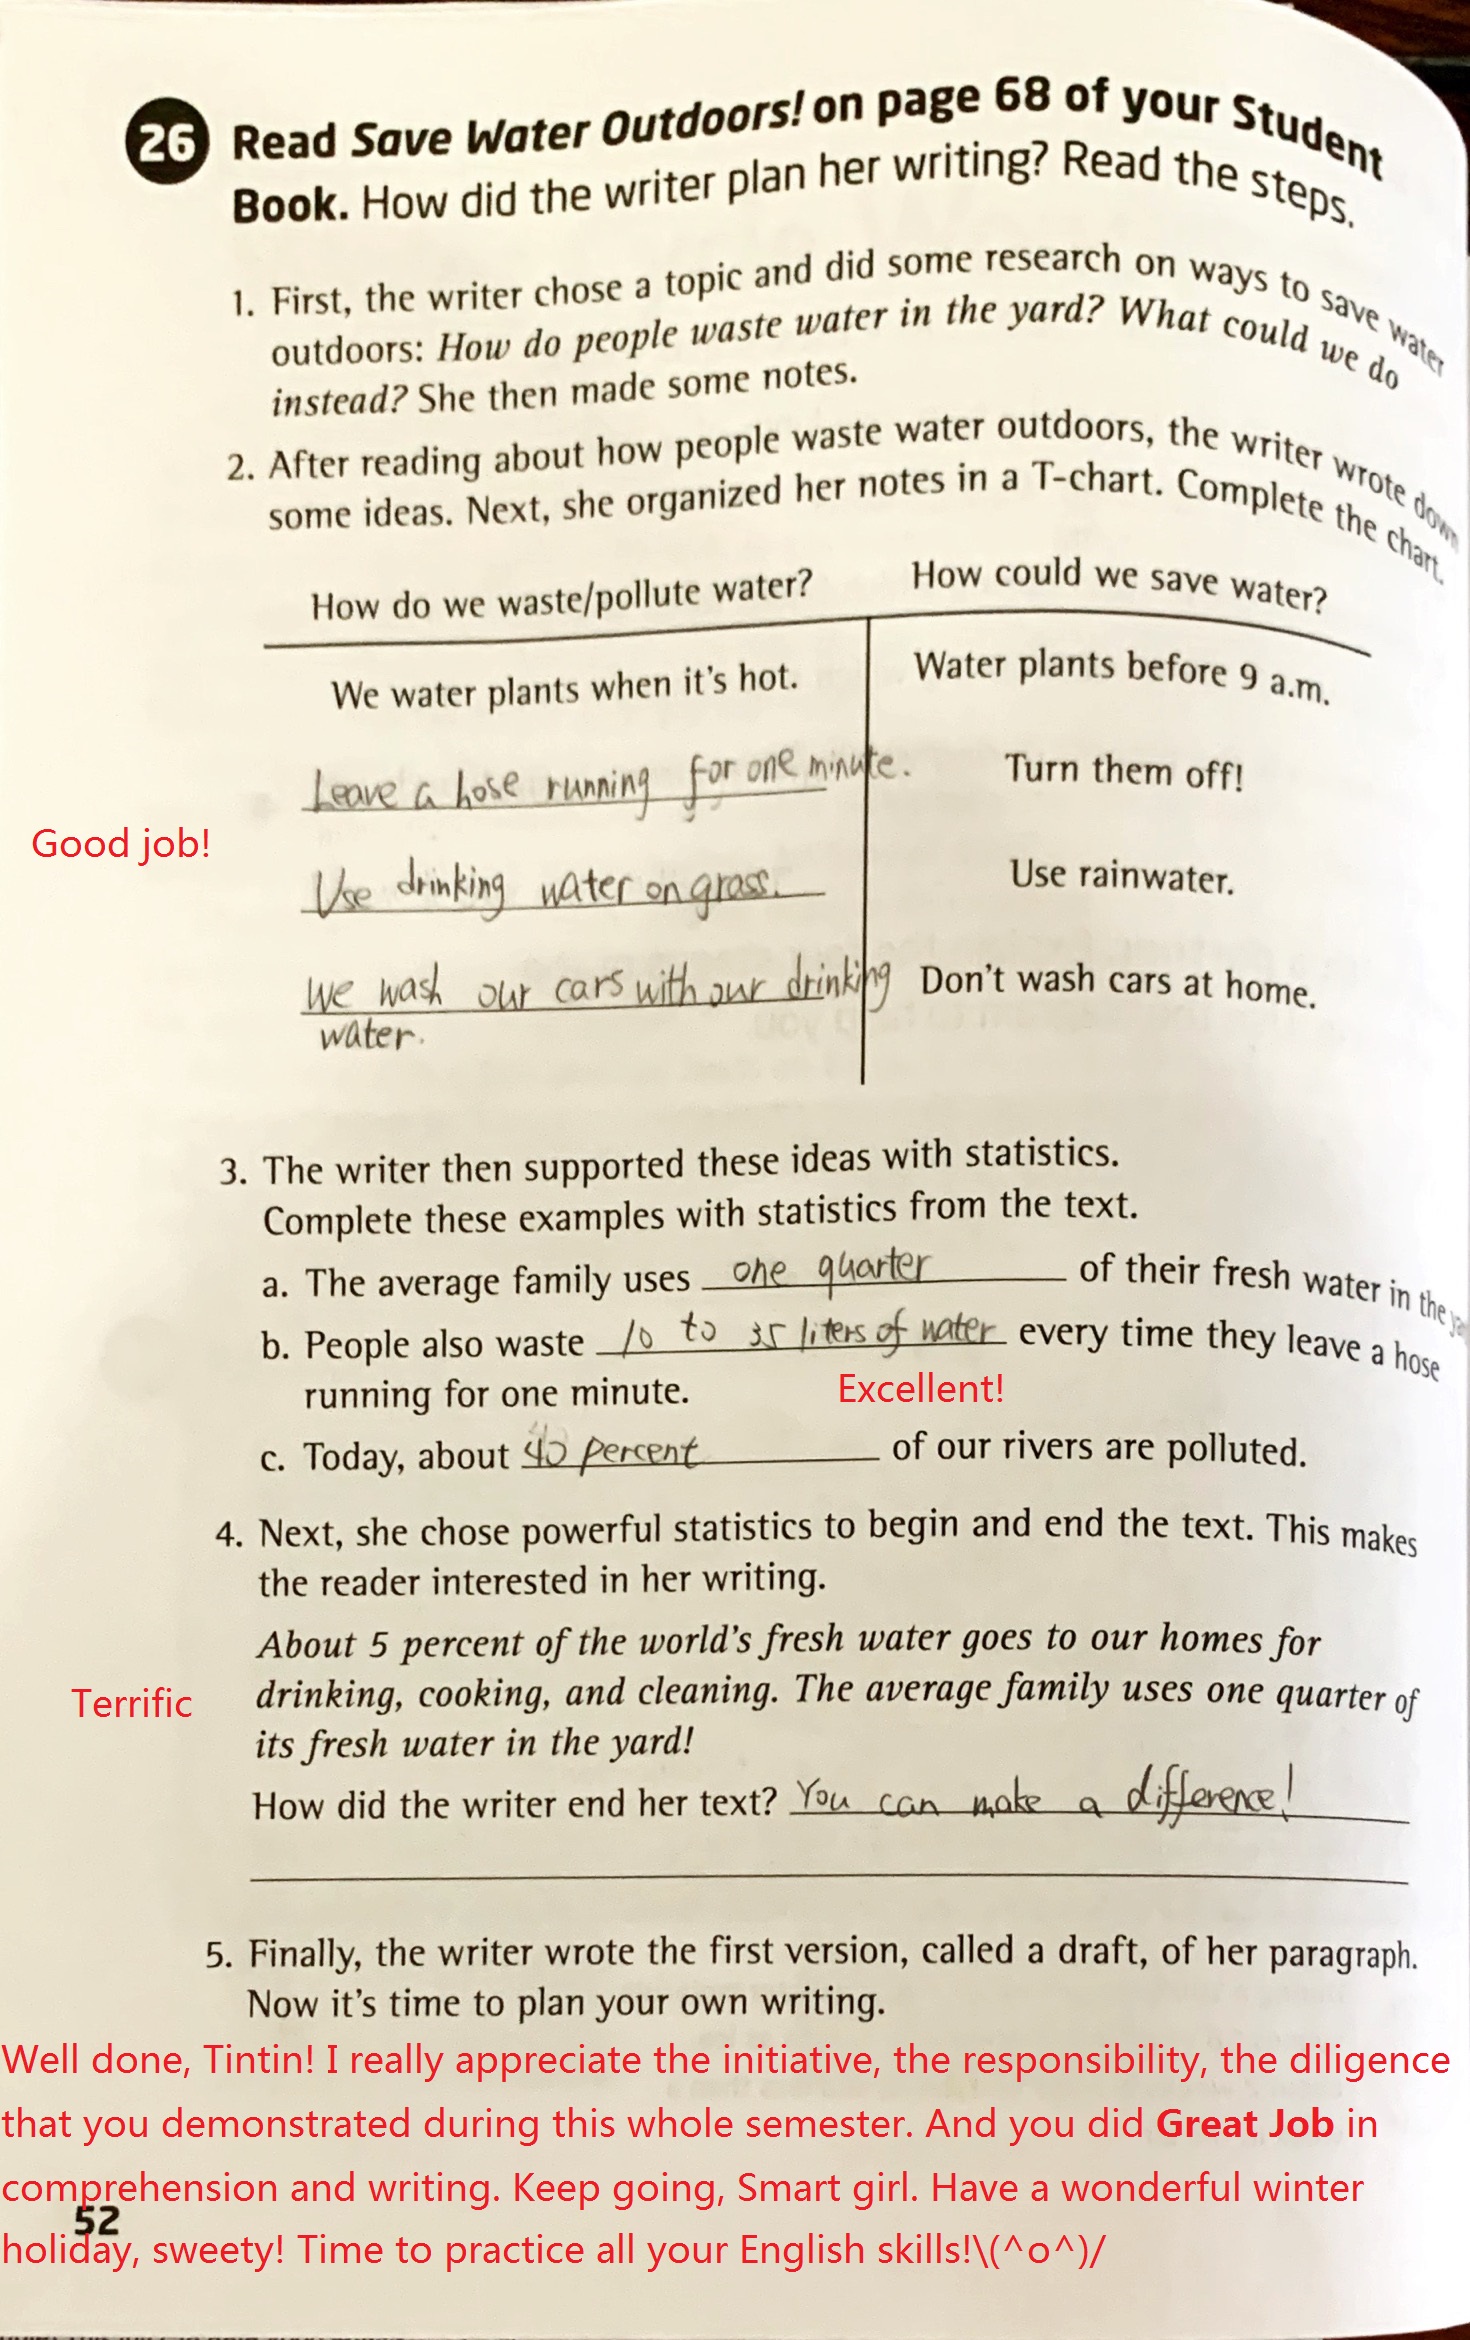 26 Read Save Water Outdoors! on page 68 of your Student
Book. How did the writer plan her writing? Read the steps.
1. First, the writer chose a topic and did some research on ways to save water
outdoors: How do people waste water in the yard? What could we do
instead? She then made some notes.
2. After reading about how people waste water outdoors, the writer wrote down
some ideas. Next, she organized her notes in a T-chart. Complete the chart.
How do we waste/pollute water? How could we save water?
We water plants when it's hot. Water plants before 9 a.m.
Leave a hose running for one minute. Turn them off!
Good job!
Use drinking water on grass. Use rainwater.
We wash our cars with our drinking Don't wash cars at home.
water.
3. The writer then supported these ideas with statistics.
Complete these examples with statistics from the text.
a. The average family uses one quarter of their fresh water in the
b. People also waste 10 to 35 liters of water every time they leave a hose
running for one minute.
Excellent!
c. Today, about 40 percent of our rivers are polluted.
4. Next, she chose powerful statistics to begin and end the text. This makes
the reader interested in her writing.
About 5 percent of the world's fresh water goes to our homes for
Terrific drinking, cooking, and cleaning. The average family uses one quarter of
its fresh water in the yard!
How did the writer end her text? You can make a difference!
5. Finally, the writer wrote the first version, called a draft, of her paragraph.
Now it's time to plan your own writing.
Well done, Tintin! I really appreciate the initiative, the responsibility, the diligence
that you demonstrated during this whole semester. And you did Great Job in
comprehension and writing. Keep going, Smart girl. Have a wonderful winter
52
holiday, sweety! Time to practice all your English skills!\(^o^)/